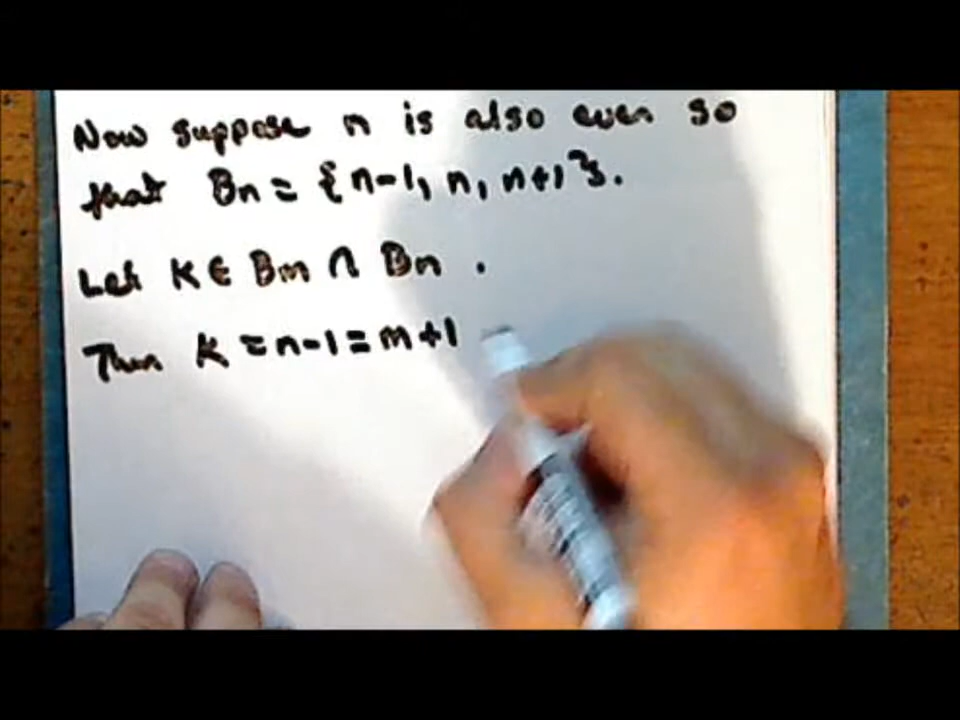 Now suppose n is also even so
that Bn = {n-1, n, n+1}.
Let K ∈ Bm ∩ Bn .
Then K = n-1 = m+1